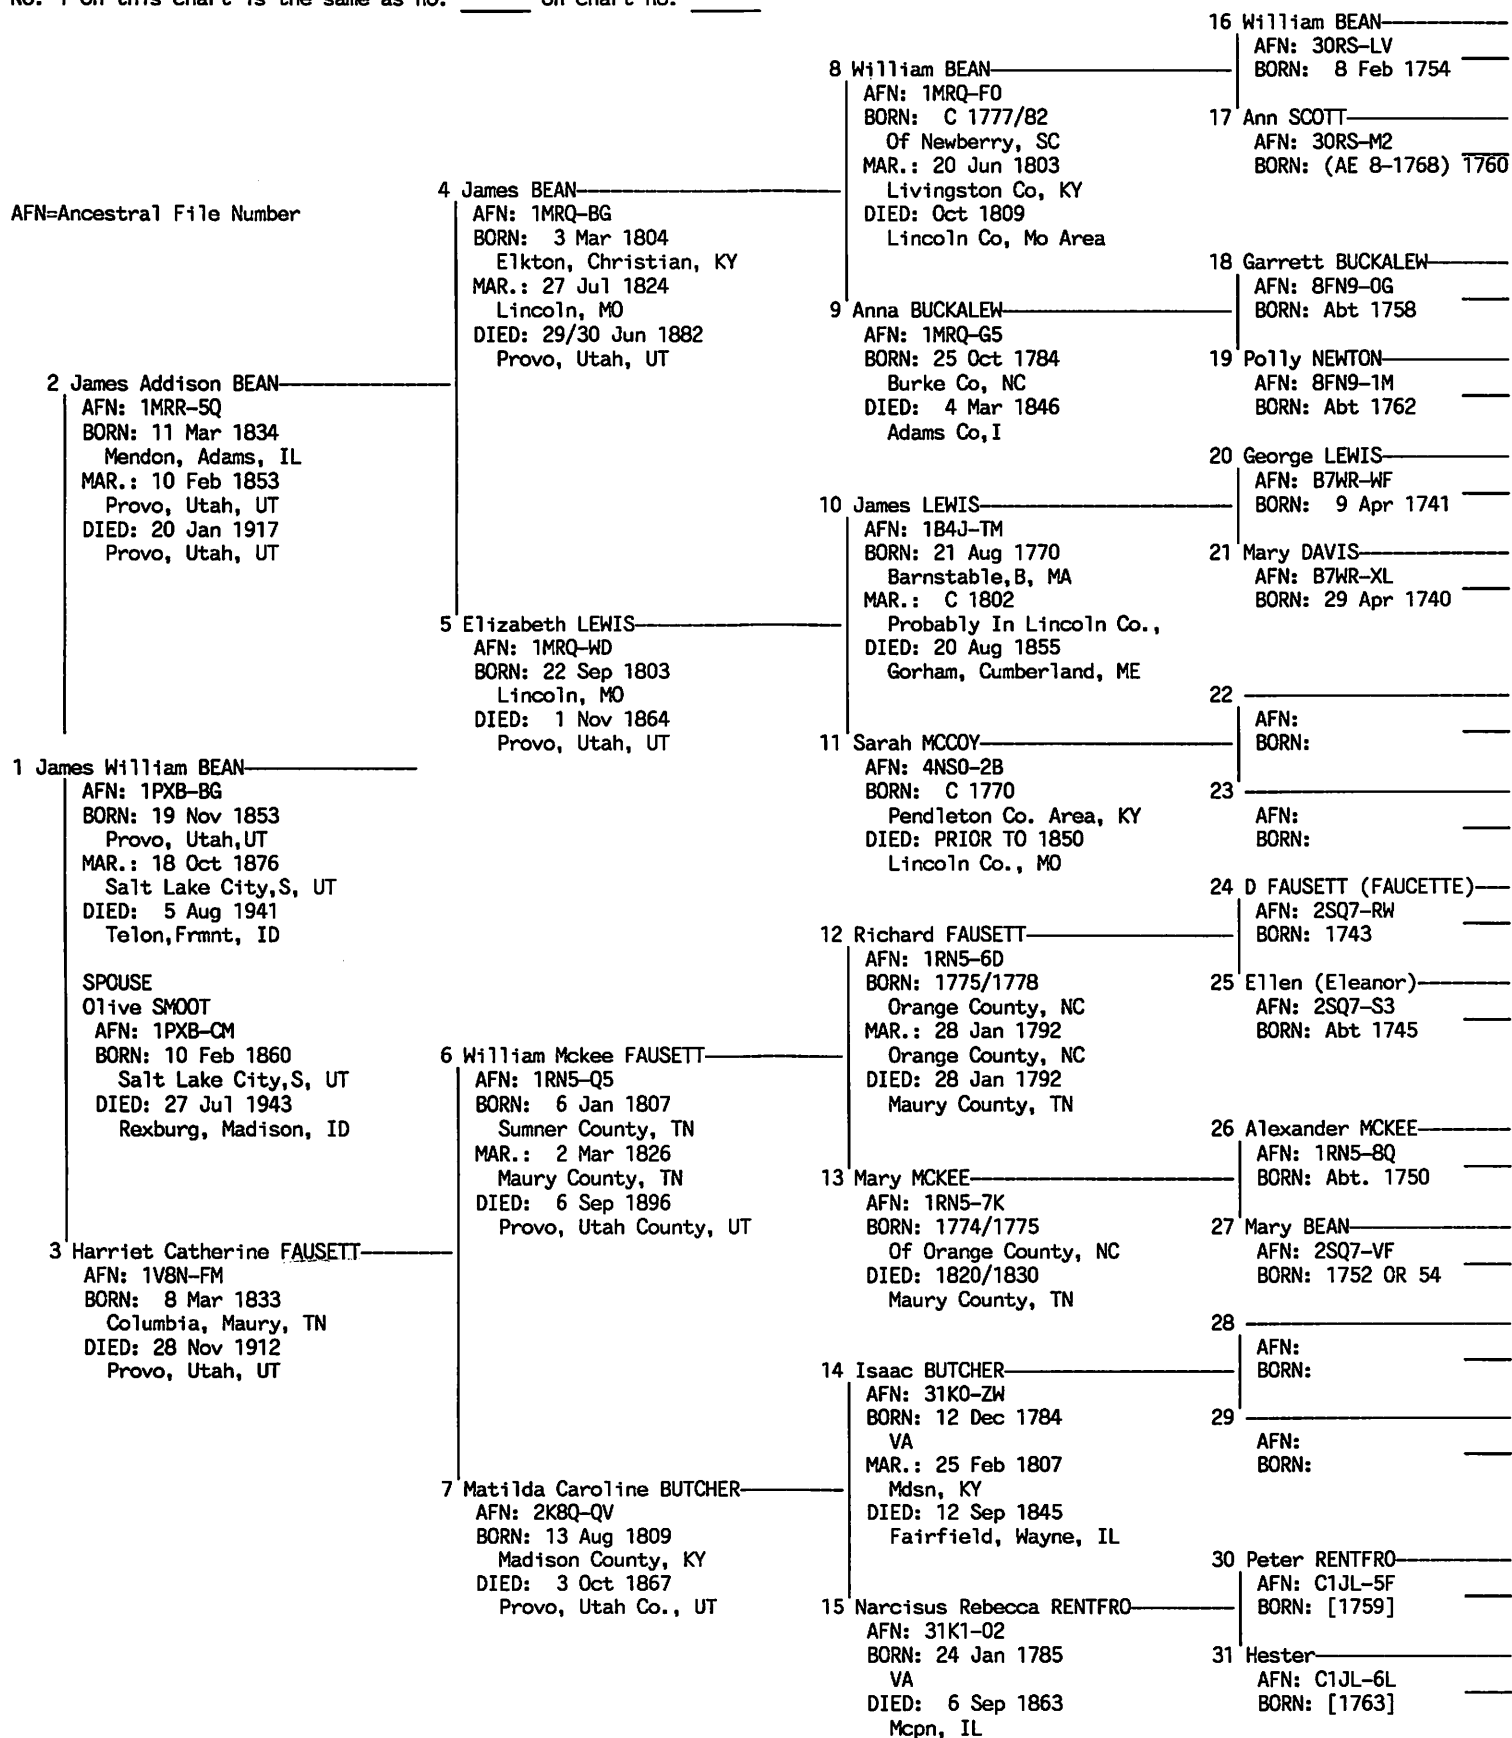 No. 1 on this chart is the same as no. ______ on chart no. ______
AFN=Ancestral File Number
1 James William BEAN
AFN: 1PXB-BG
BORN: 19 Nov 1853
Provo, Utah,UT
MAR.: 18 Oct 1876
Salt Lake City,S, UT
DIED: 5 Aug 1941
Telon,Frmnt, ID
SPOUSE
Olive SMOOT
AFN: 1PXB-CM
BORN: 10 Feb 1860
Salt Lake City,S, UT
DIED: 27 Jul 1943
Rexburg, Madison, ID
2 James Addison BEAN
AFN: 1MRR-5Q
BORN: 11 Mar 1834
Mendon, Adams, IL
MAR.: 10 Feb 1853
Provo, Utah, UT
DIED: 20 Jan 1917
Provo, Utah, UT
3 Harriet Catherine FAUSETT
AFN: 1V8N-FM
BORN: 8 Mar 1833
Columbia, Maury, TN
DIED: 28 Nov 1912
Provo, Utah, UT
4 James BEAN
AFN: 1MRQ-BG
BORN: 3 Mar 1804
Elkton, Christian, KY
MAR.: 27 Jul 1824
Lincoln, MO
DIED: 29/30 Jun 1882
Provo, Utah, UT
5 Elizabeth LEWIS
AFN: 1MRQ-WD
BORN: 22 Sep 1803
Lincoln, MO
DIED: 1 Nov 1864
Provo, Utah, UT
6 William Mckee FAUSETT
AFN: 1RN5-Q5
BORN: 6 Jan 1807
Sumner County, TN
MAR.: 2 Mar 1826
Maury County, TN
DIED: 6 Sep 1896
Provo, Utah County, UT
7 Matilda Caroline BUTCHER
AFN: 2K8Q-QV
BORN: 13 Aug 1809
Madison County, KY
DIED: 3 Oct 1867
Provo, Utah Co., UT
8 William BEAN
AFN: 1MRQ-F0
BORN: C 1777/82
Of Newberry, SC
MAR.: 20 Jun 1803
Livingston Co, KY
DIED: Oct 1809
Lincoln Co, Mo Area
9 Anna BUCKALEW
AFN: 1MRQ-G5
BORN: 25 Oct 1784
Burke Co, NC
DIED: 4 Mar 1846
Adams Co,I
10 James LEWIS
AFN: 1B4J-TM
BORN: 21 Aug 1770
Barnstable,B, MA
MAR.: C 1802
Probably In Lincoln Co.,
DIED: 20 Aug 1855
Gorham, Cumberland, ME
11 Sarah MCCOY
AFN: 4NS0-2B
BORN: C 1770
Pendleton Co. Area, KY
DIED: PRIOR TO 1850
Lincoln Co., MO
12 Richard FAUSETT
AFN: 1RN5-6D
BORN: 1775/1778
Orange County, NC
MAR.: 28 Jan 1792
Orange County, NC
DIED: 28 Jan 1792
Maury County, TN
13 Mary MCKEE
AFN: 1RN5-7K
BORN: 1774/1775
Of Orange County, NC
DIED: 1820/1830
Maury County, TN
14 Isaac BUTCHER
AFN: 31K0-ZW
BORN: 12 Dec 1784
VA
MAR.: 25 Feb 1807
Mdsn, KY
DIED: 12 Sep 1845
Fairfield, Wayne, IL
15 Narcisus Rebecca RENTFRO
AFN: 31K1-02
BORN: 24 Jan 1785
VA
DIED: 6 Sep 1863
Mcpn, IL
16 William BEAN
AFN: 30RS-LV
BORN: 8 Feb 1754
17 Ann SCOTT
AFN: 30RS-M2
BORN: (AE 8-1768) 1760
18 Garrett BUCKALEW
AFN: 8FN9-0G
BORN: Abt 1758
19 Polly NEWTON
AFN: 8FN9-1M
BORN: Abt 1762
20 George LEWIS
AFN: B7WR-WF
BORN: 9 Apr 1741
21 Mary DAVIS
AFN: B7WR-XL
BORN: 29 Apr 1740
22
AFN:
BORN:
23
AFN:
BORN:
24 D FAUSETT (FAUCETTE)
AFN: 2SQ7-RW
BORN: 1743
25 Ellen (Eleanor)
AFN: 2SQ7-S3
BORN: Abt 1745
26 Alexander MCKEE
AFN: 1RN5-8Q
BORN: Abt. 1750
27 Mary BEAN
AFN: 2SQ7-VF
BORN: 1752 OR 54
28
AFN:
BORN:
29
AFN:
BORN:
30 Peter RENTFRO
AFN: C1JL-5F
BORN: [1759]
31 Hester
AFN: C1JL-6L
BORN: [1763]